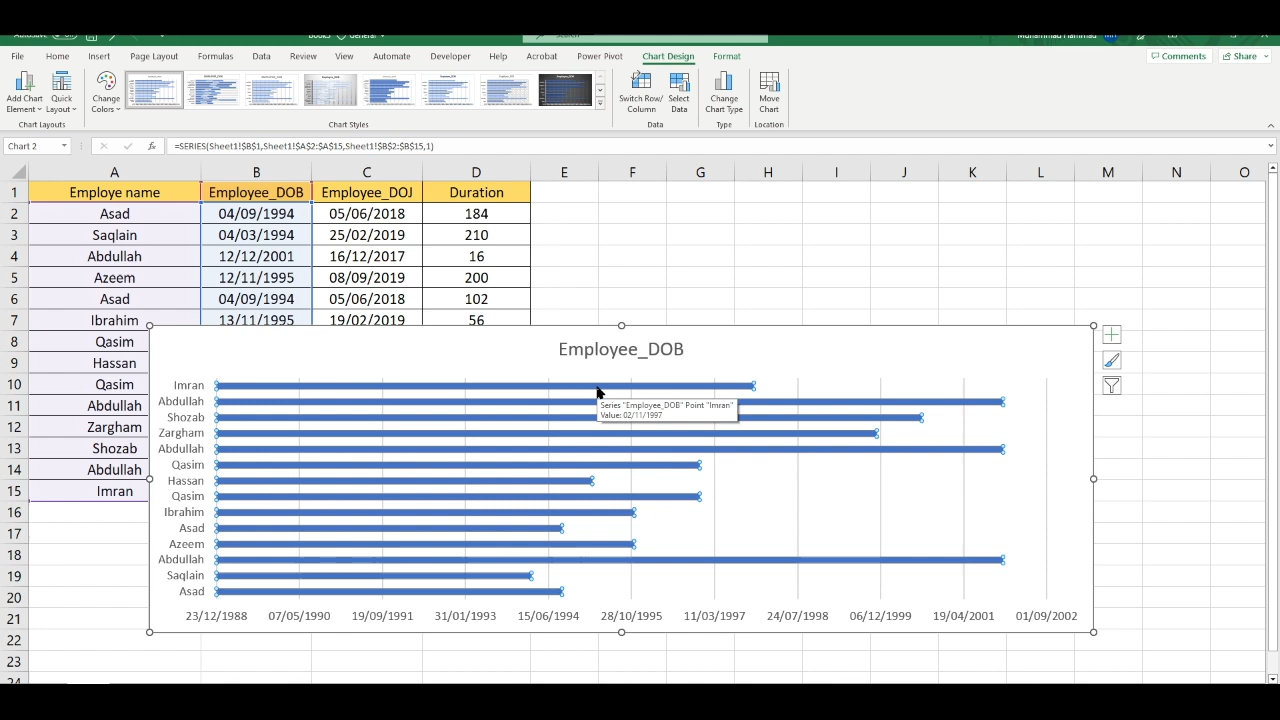 AutoSave
General
Muhammad Hammad
File Home Insert Page Layout Formulas Data Review View Automate Developer Help Acrobat Power Pivot Chart Design Format Comments Share
Add Chart Element Quick Layout Change Colors Switch Row/ Column Select Data Change Chart Type Move Chart
Chart Layouts Chart Styles Data Type Location
Chart 2 fx =SERIES(Sheet1!$B$1,Sheet1!$A$2:$A$15,Sheet1!$B$2:$B$15,1)
A B C D E F G H I J K L M N O
1 Employe name Employee_DOB Employee_DOJ Duration
2 Asad 04/09/1994 05/06/2018 184
3 Saqlain 04/03/1994 25/02/2019 210
4 Abdullah 12/12/2001 16/12/2017 16
5 Azeem 12/11/1995 08/09/2019 200
6 Asad 04/09/1994 05/06/2018 102
7 Ibrahim 13/11/1995 19/02/2019 56
8 Qasim
9 Hassan
10 Qasim
11 Abdullah
12 Zargham
13 Shozab
14 Abdullah
15 Imran
16
17
18
19
20
21
22
23
24
Employee_DOB
Imran
Abdullah
Shozab
Zargham
Abdullah
Qasim
Hassan
Qasim
Ibrahim
Asad
Azeem
Abdullah
Saqlain
Asad
Series "Employee_DOB" Point "Imran"
Value: 02/11/1997
23/12/1988 07/05/1990 19/09/1991 31/01/1993 15/06/1994 28/10/1995 11/03/1997 24/07/1998 06/12/1999 19/04/2001 01/09/2002